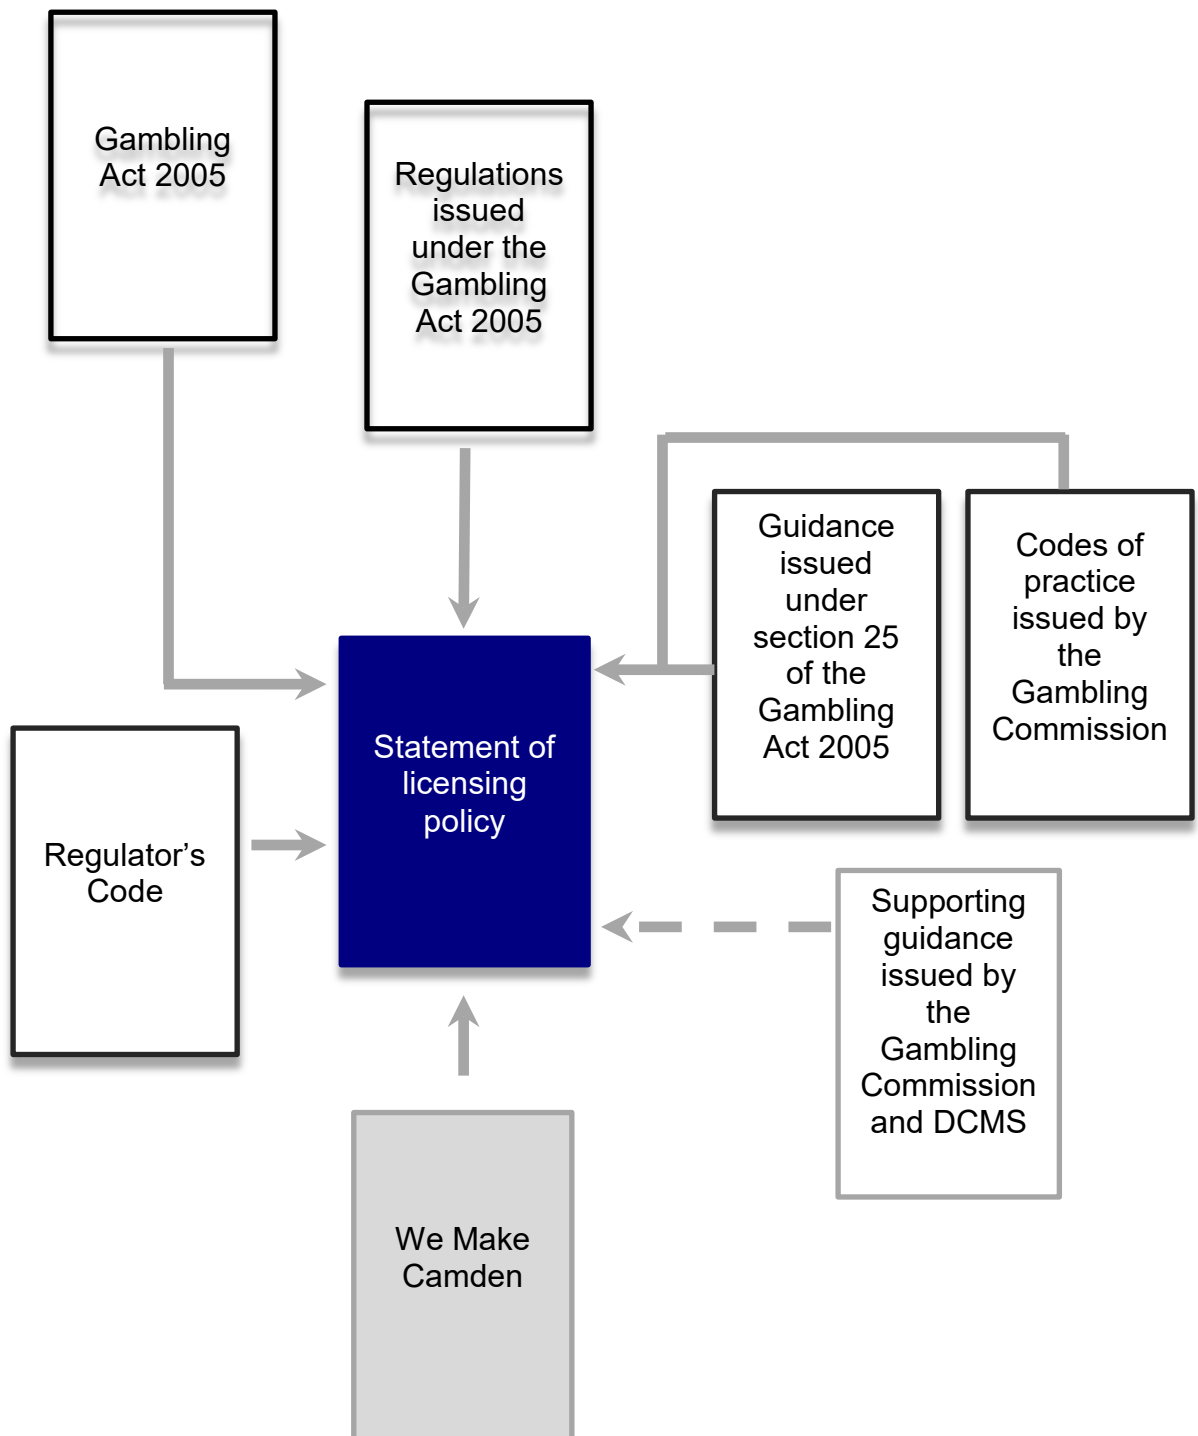 Gambling
Act 2005
Regulations
issued
under the
Gambling
Act 2005
Guidance
issued
under
section 25
of the
Gambling
Act 2005
Codes of
practice
issued by
the
Gambling
Commission
Statement of
licensing
policy
Regulator’s
Code
Supporting
guidance
issued by
the
Gambling
Commission
and DCMS
We Make
Camden